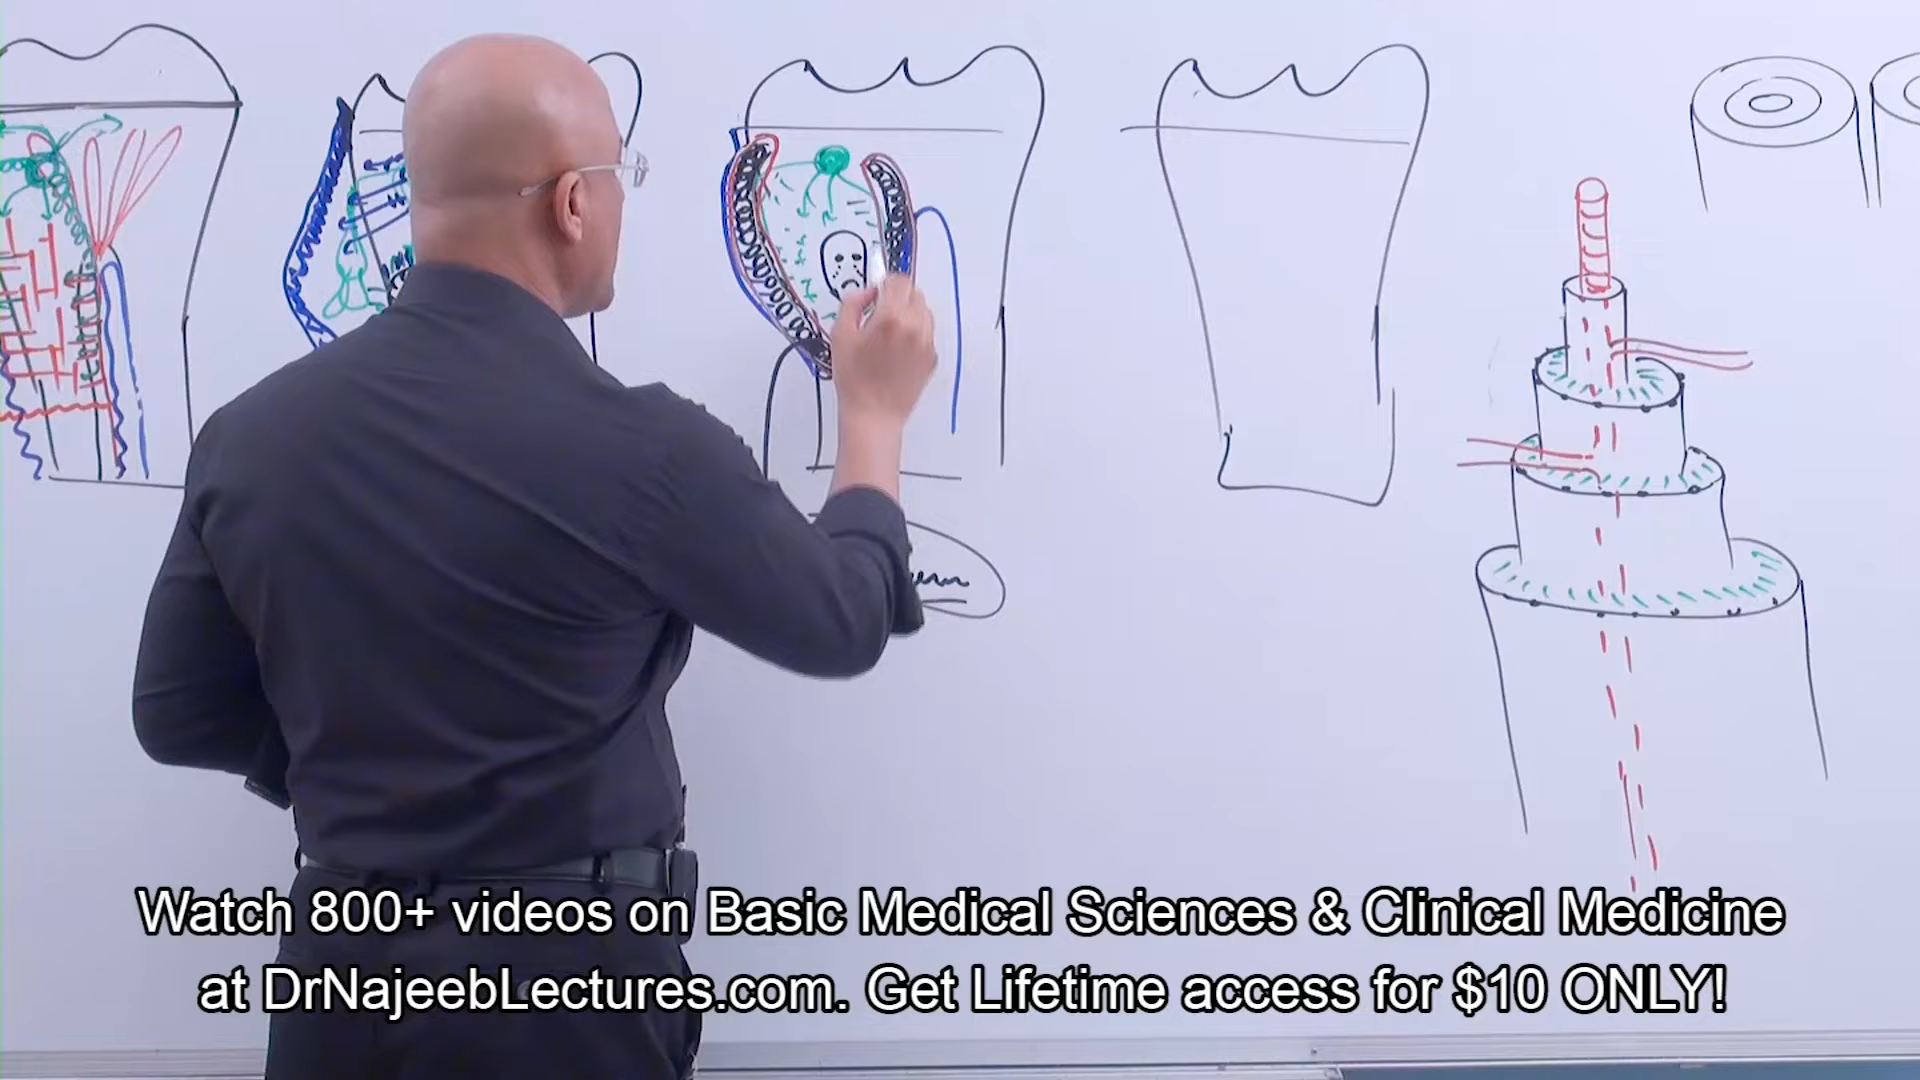 Watch 800+ videos on Basic Medical Sciences & Clinical Medicine
at DrNajeebLectures.com. Get Lifetime access for $10 ONLY!